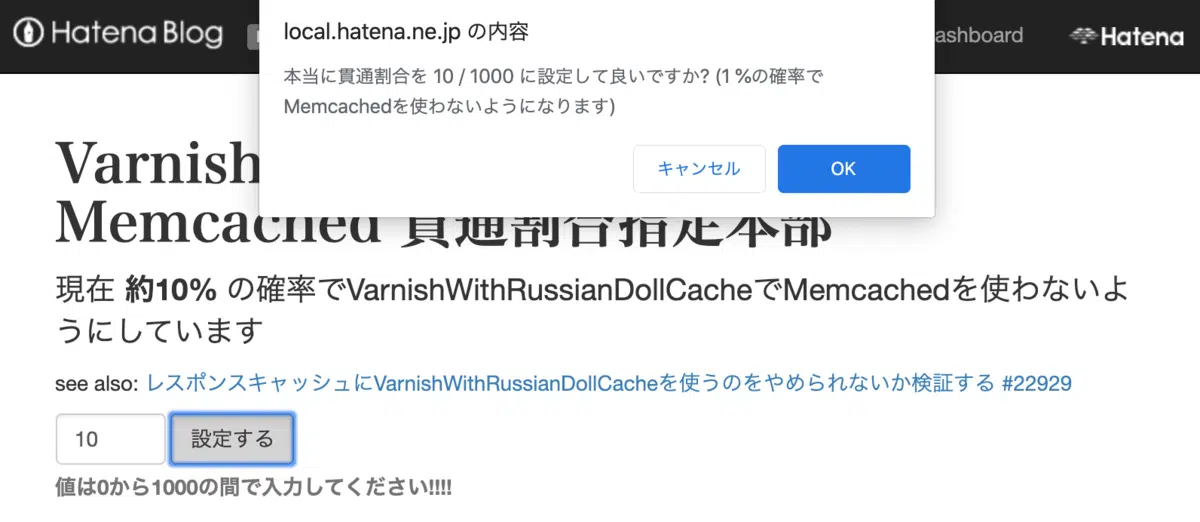 Hatena Blog
ashboard
Hatena
local.hatena.ne.jp の内容
本当に貫通割合を 10 / 1000 に設定して良いですか? (1 %の確率で
Memcachedを使わないようになります)
キャンセル
OK
Varnish
Memcached 貫通割合指定本部
現在 約10% の確率でVarnishWithRussianDollCacheでMemcachedを使わないよ
うにしています
see also: レスポンスキャッシュにVarnishWithRussianDollCacheを使うのをやめられないか検証する #22929
10
設定する
値は0から1000の間で入力してください!!!!